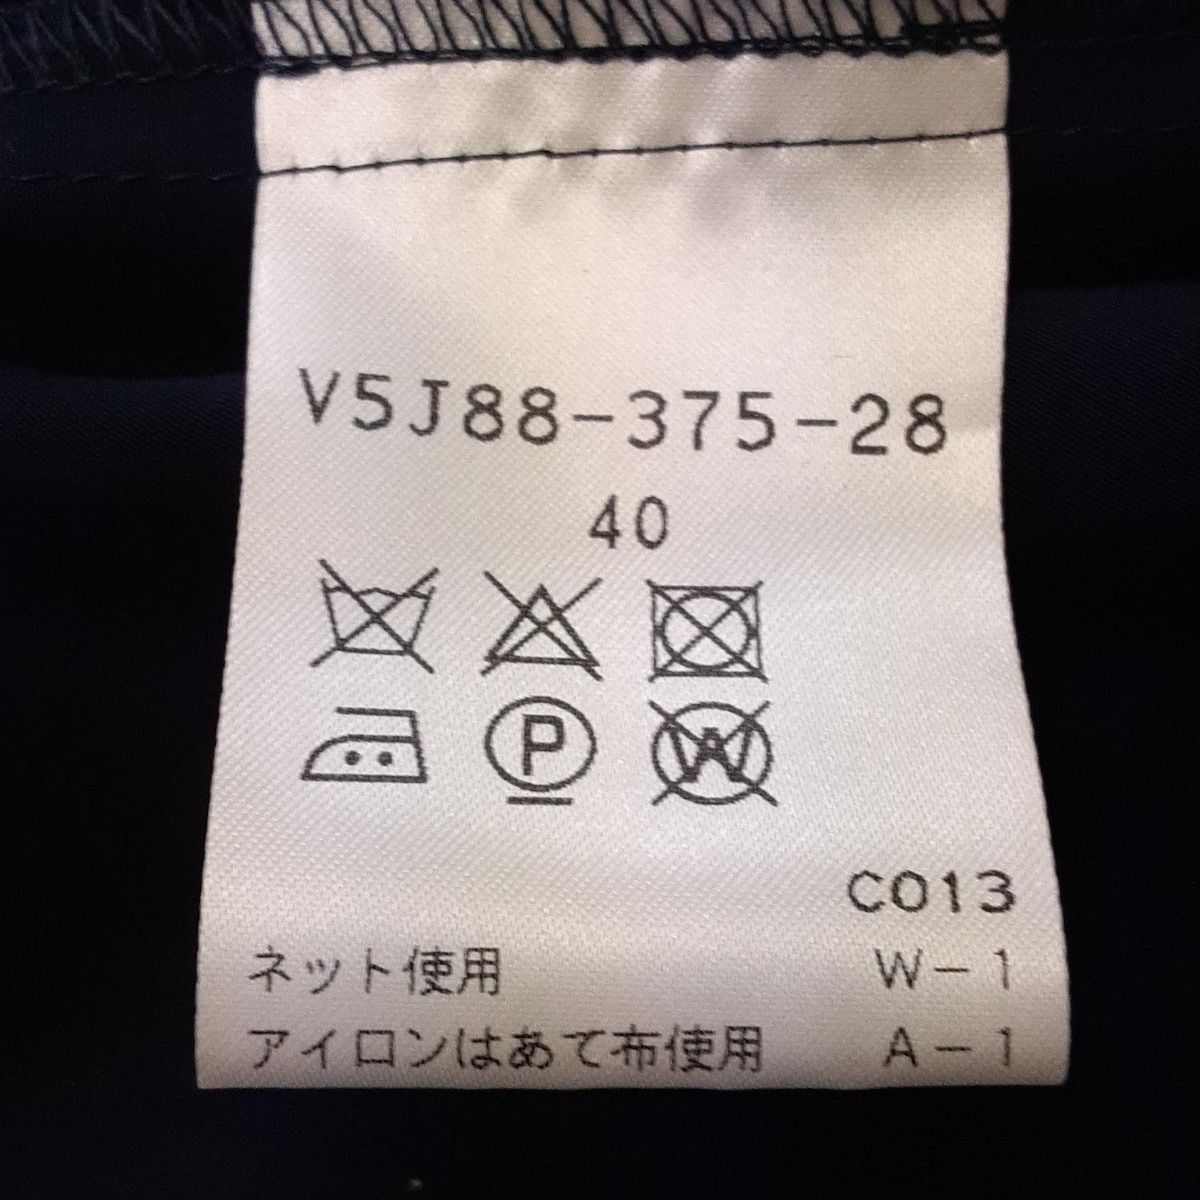 V5J88-375-28
40
P W
C013
ネット使用 W-1
アイロンはあて布使用 A-1